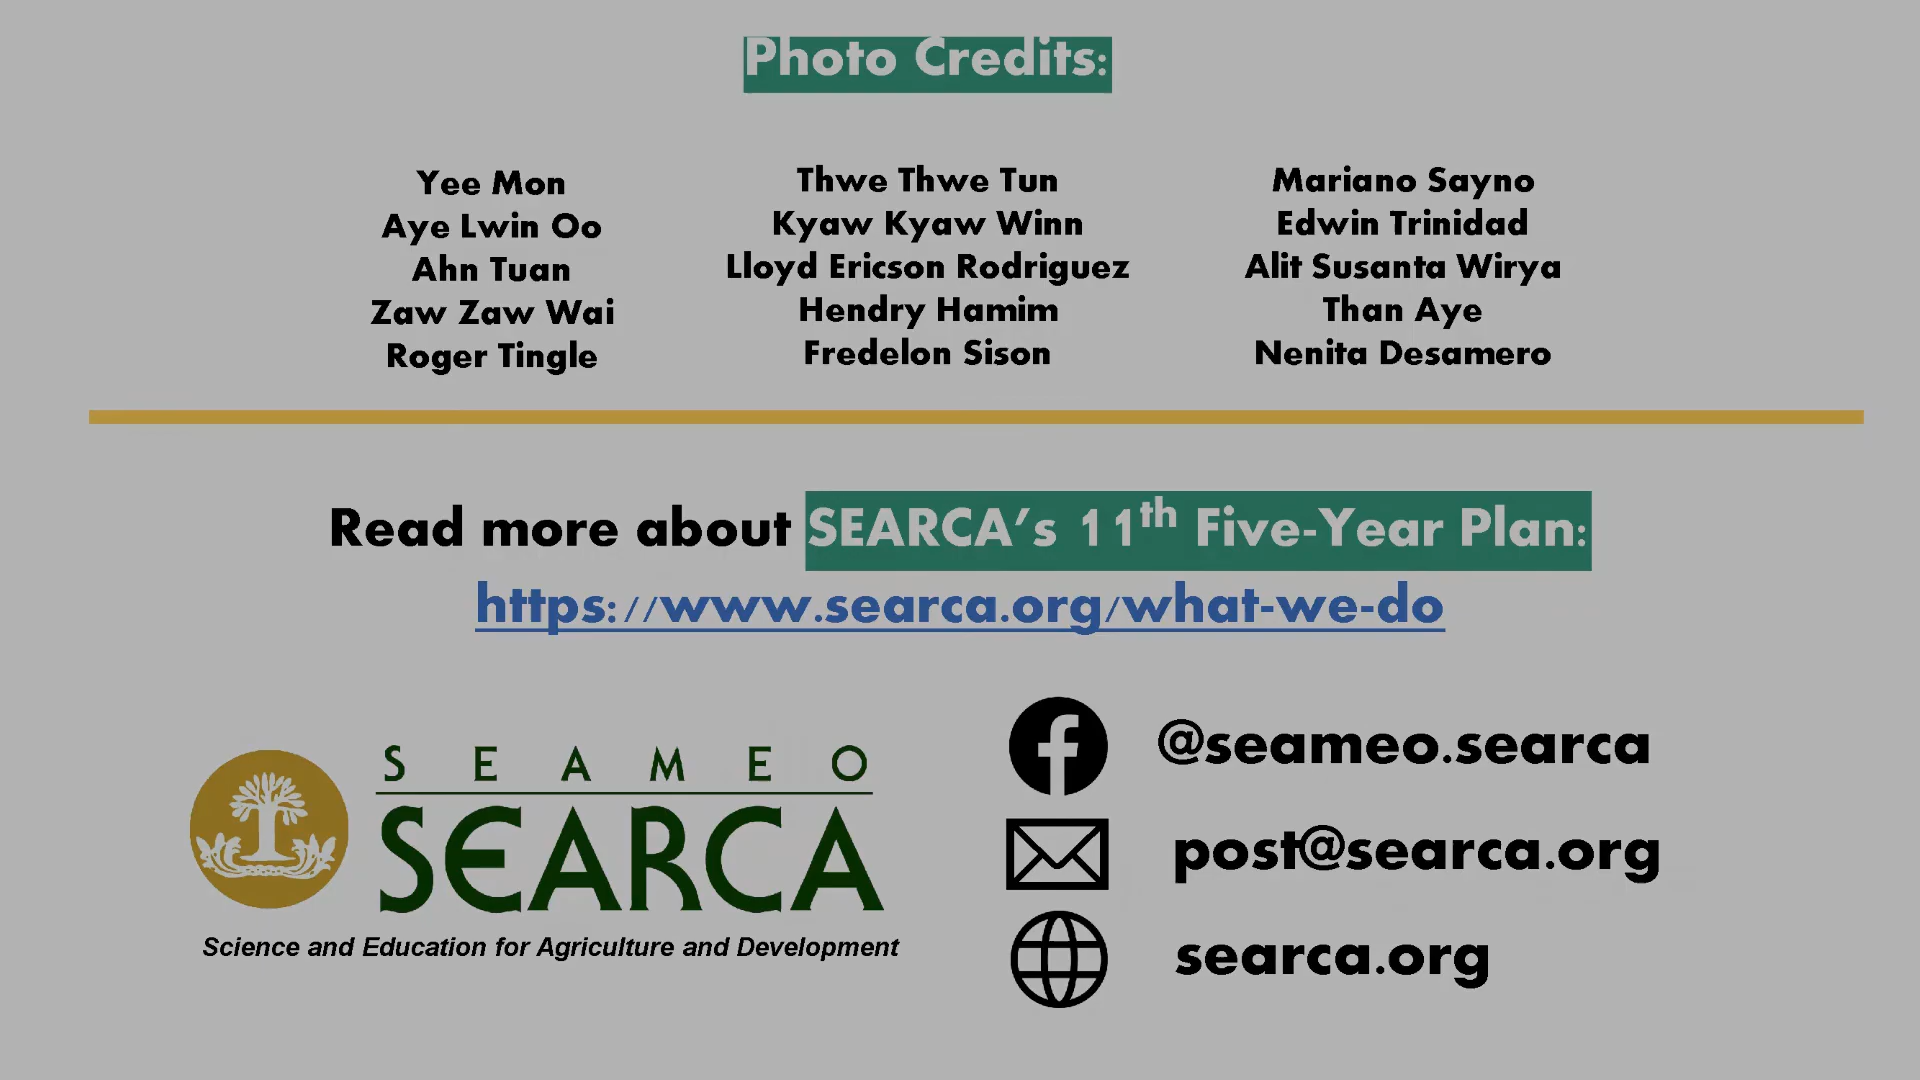 Photo Credits:
Yee Mon
Aye Lwin Oo
Ahn Tuan
Zaw Zaw Wai
Roger Tingle
Thwe Thwe Tun
Kyaw Kyaw Winn
Lloyd Ericson Rodriguez
Hendry Hamim
Fredelon Sison
Mariano Sayno
Edwin Trinidad
Alit Susanta Wirya
Than Aye
Nenita Desamero
Read more about SEARCA's 11th Five-Year Plan:
https://www.searca.org/what-we-do
SEAMEO
SEARCA
Science and Education for Agriculture and Development
@seameo.searca
post@searca.org
searca.org